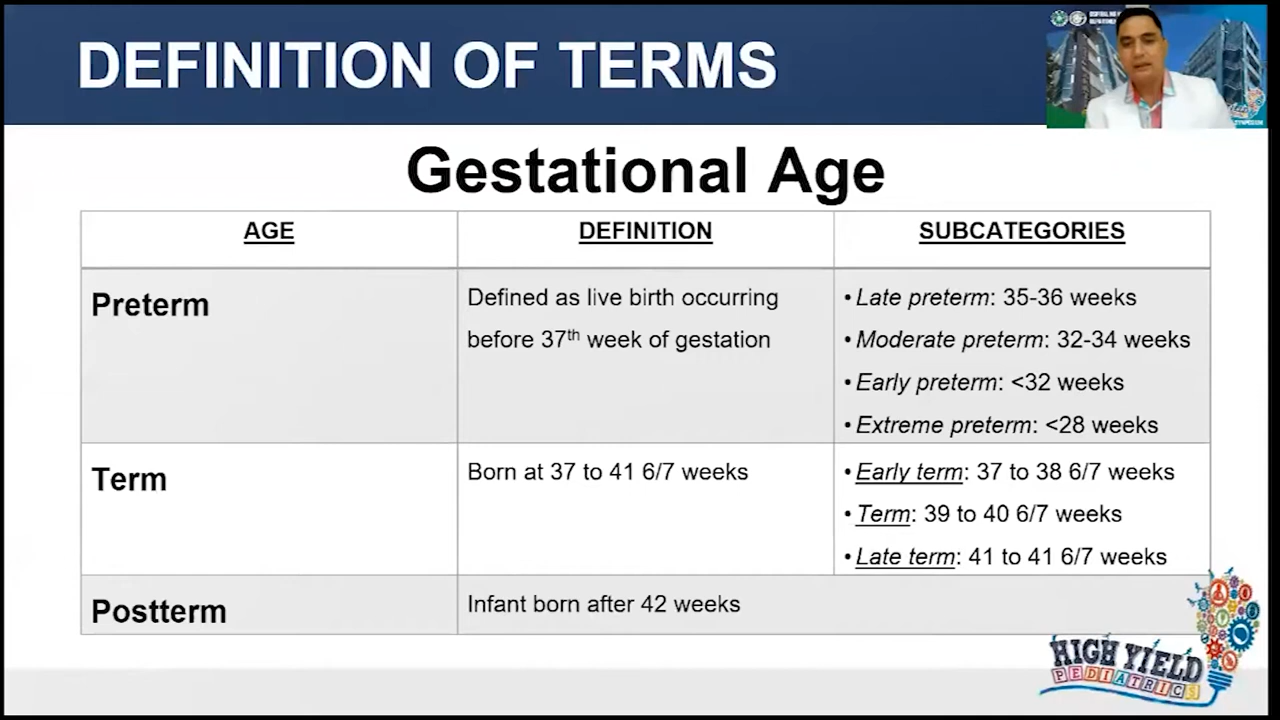 DEFINITION OF TERMS
Gestational Age
AGE
DEFINITION
SUBCATEGORIES
Preterm
Defined as live birth occurring
before 37th week of gestation
• Late preterm: 35-36 weeks
• Moderate preterm: 32-34 weeks
• Early preterm: <32 weeks
• Extreme preterm: <28 weeks
Term
Born at 37 to 41 6/7 weeks
• Early term: 37 to 38 6/7 weeks
• Term: 39 to 40 6/7 weeks
• Late term: 41 to 41 6/7 weeks
Postterm
Infant born after 42 weeks
HIGH YIELD
PEDIATRICS